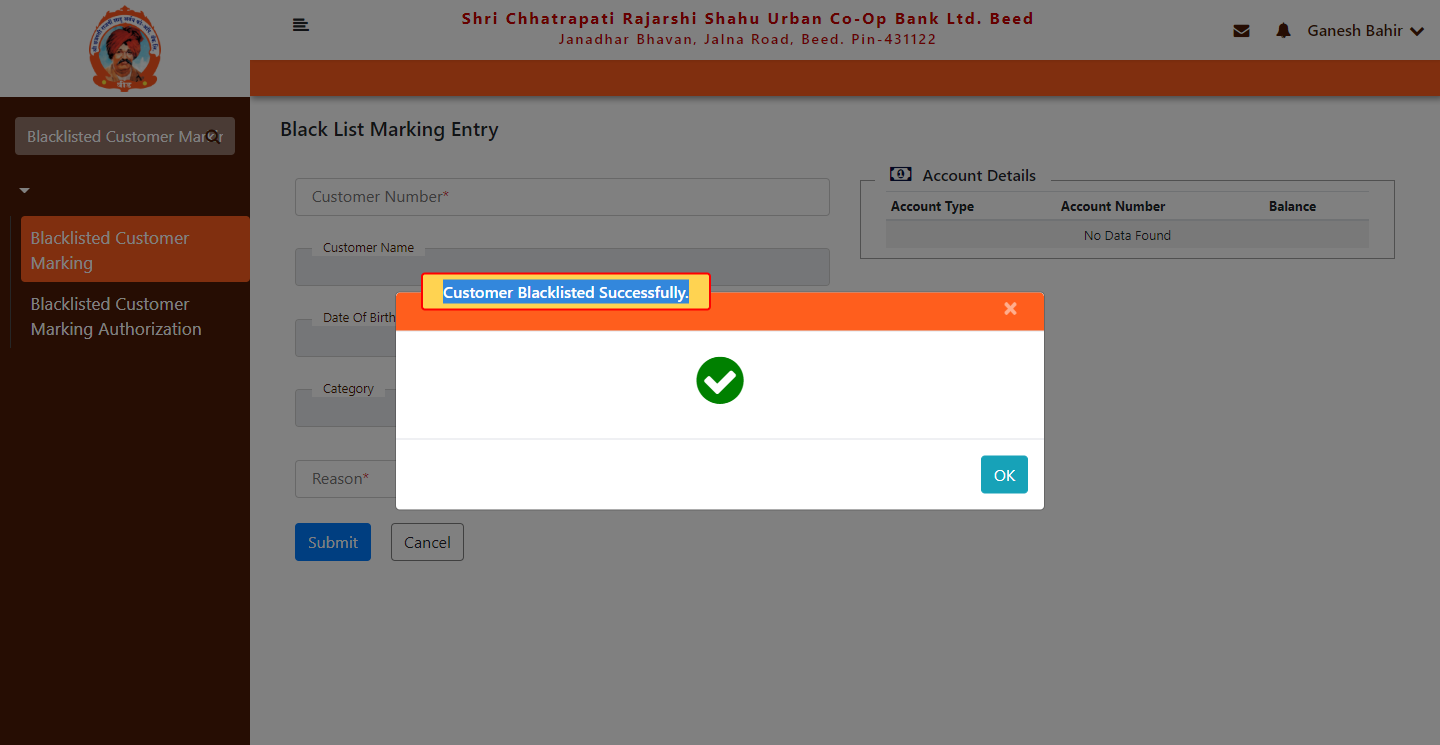 Shri Chhatrapati Rajarshi Shahu Urban Co-Op Bank Ltd. Beed
Janadhar Bhavan, Jalna Road, Beed. Pin-431122
Ganesh Bahir
बीड
Blacklisted Customer Mar
Blacklisted Customer
Marking
Blacklisted Customer
Marking Authorization
Black List Marking Entry
Customer Number*
Customer Name
Date Of Birth
Category
Reason*
Submit
Cancel
Account Details
Account Type Account Number Balance
No Data Found
Customer Blacklisted Successfully.
×
OK